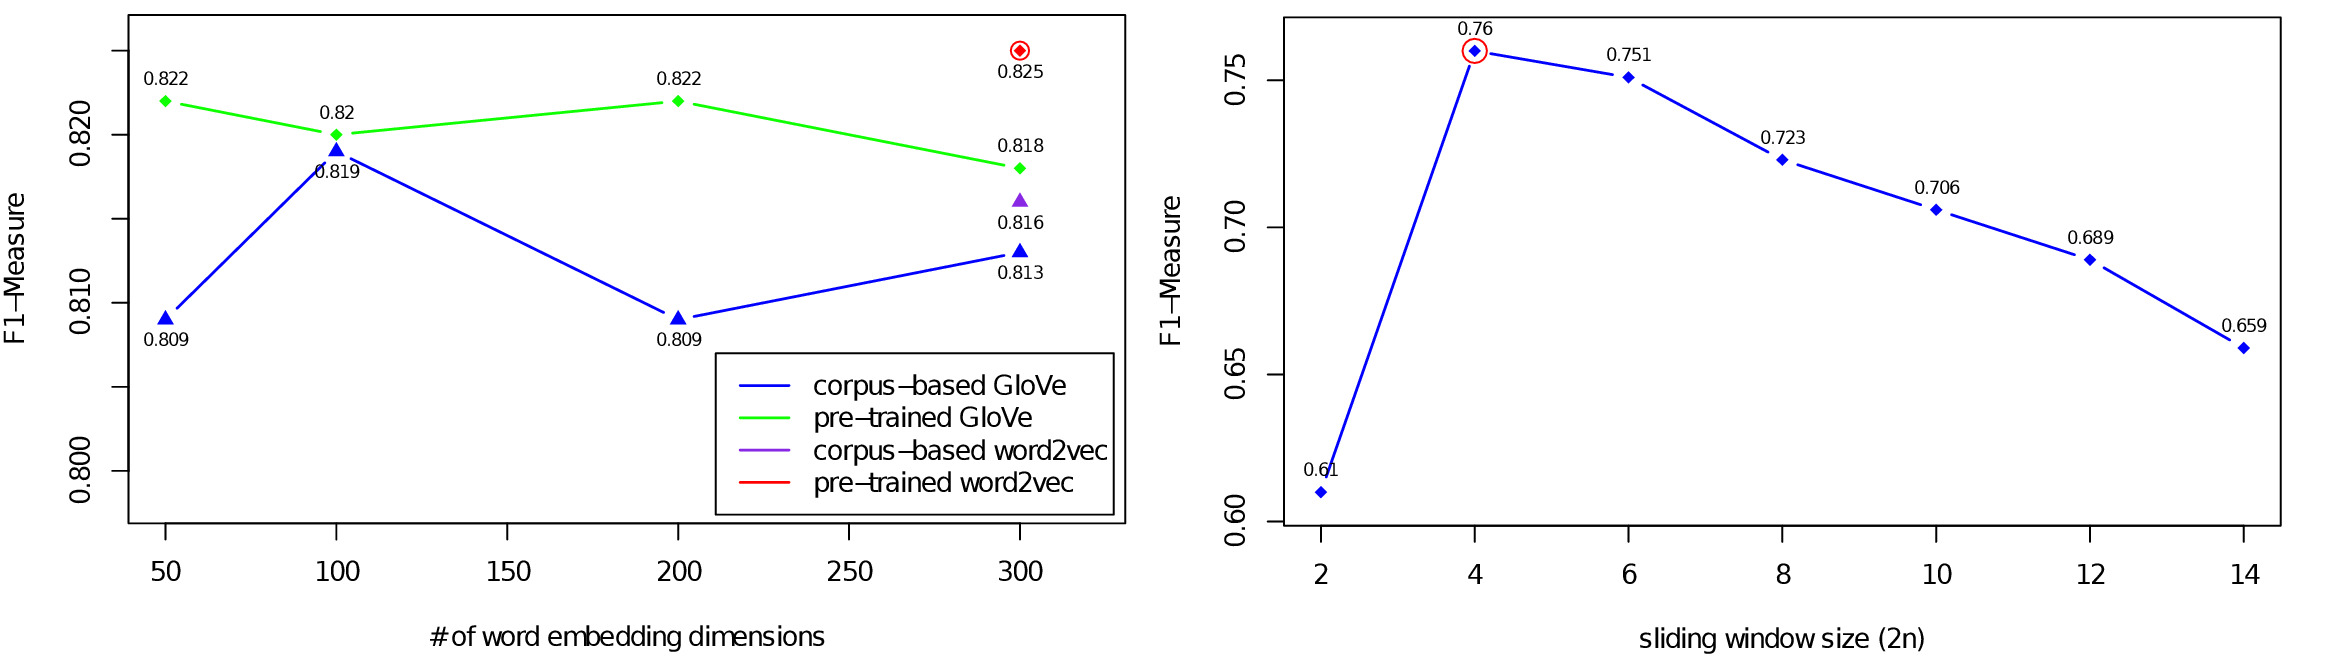 0.822
0.82
0.822
0.825
0.818
0.816
0.813
0.819
0.809
0.809
0.820
0.810
0.800
F1−Measure
corpus−based GloVe
pre−trained GloVe
corpus−based word2vec
pre−trained word2vec
50 100 150 200 250 300
# of word embedding dimensions
0.76
0.751
0.723
0.706
0.689
0.659
0.61
0.75
0.70
0.65
0.60
F1−Measure
2 4 6 8 10 12 14
sliding window size (2n)